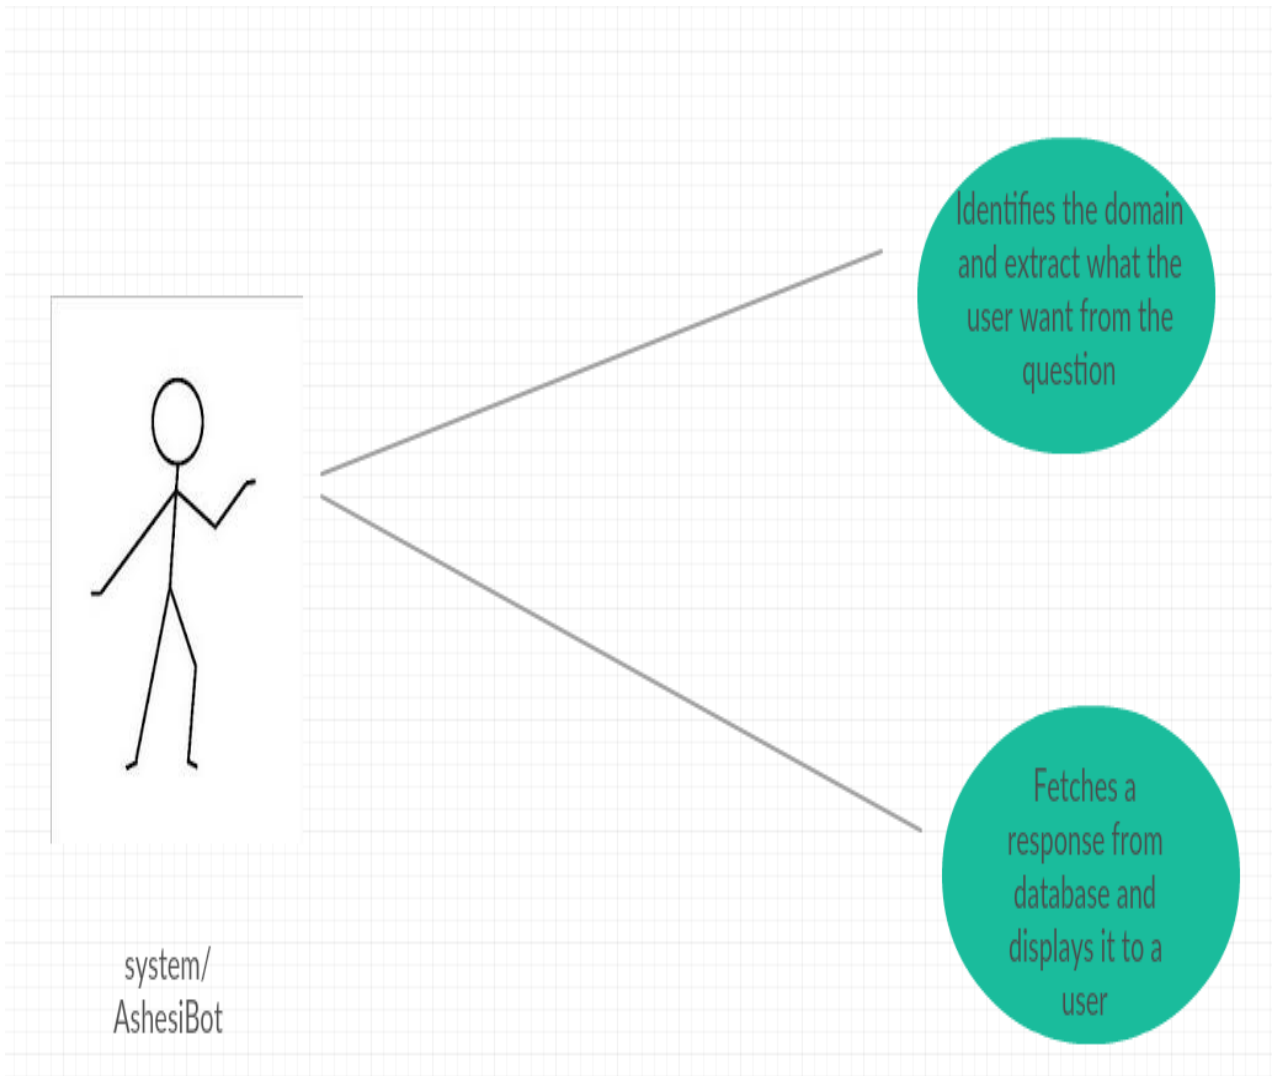 Identifies the domain
and extract what the
user want from the
question
Fetches a
response from
database and
displays it to a
user
system/
AshesiBot